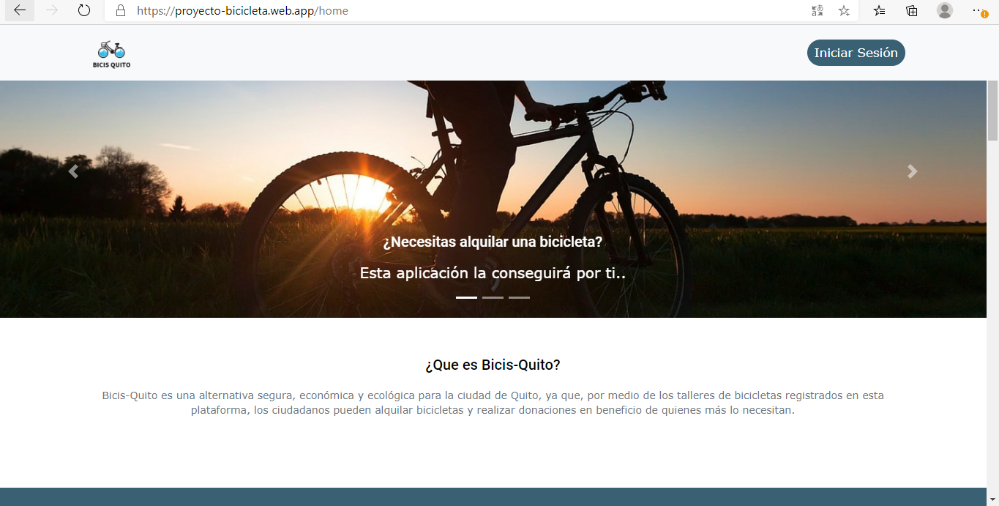 https://proyecto-bicicleta.web.app/home
BICIS QUITO
Iniciar Sesión
¿Necesitas alquilar una bicicleta?
Esta aplicación la conseguirá por ti..
¿Que es Bicis-Quito?
Bicis-Quito es una alternativa segura, económica y ecológica para la ciudad de Quito, ya que, por medio de los talleres de bicicletas registrados en esta
plataforma, los ciudadanos pueden alquilar bicicletas y realizar donaciones en beneficio de quienes más lo necesitan.